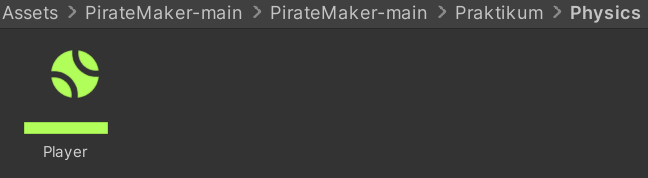 Assets > PirateMaker-main > PirateMaker-main > Praktikum > Physics
Player